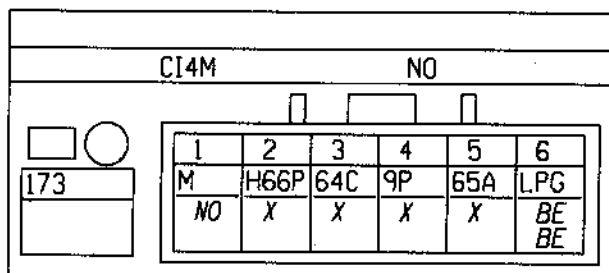 CI4M NO
1 2 3 4 5 6
173 M H66P 64C 9P 65A LPG
NO X X X X BE
BE